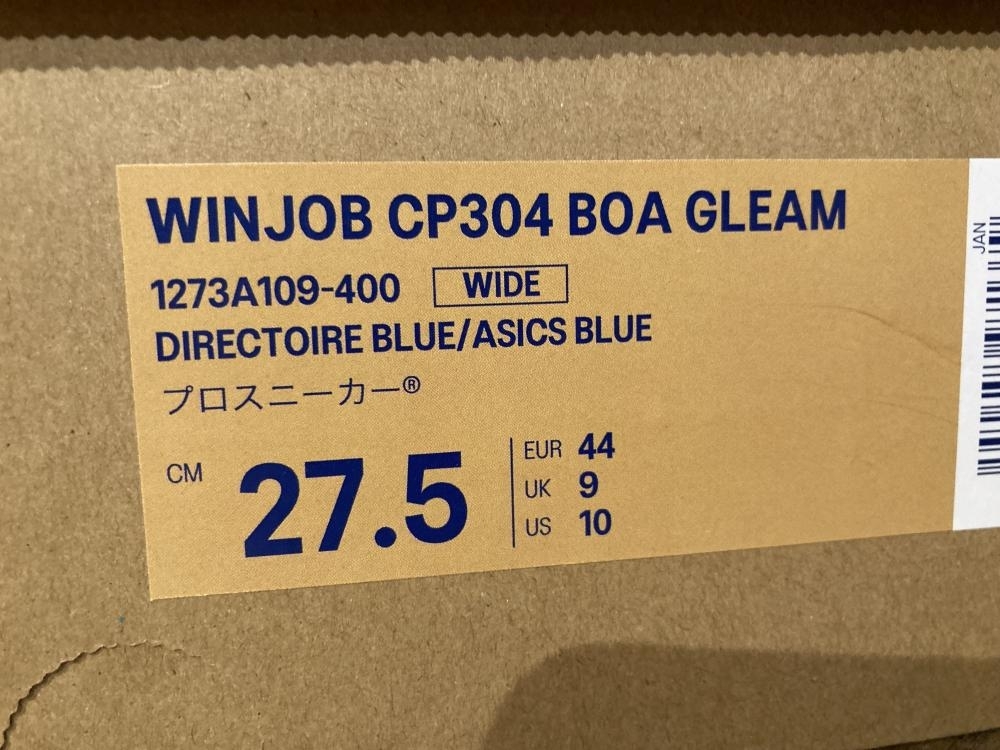 WINJOB CP304 BOA GLEAM
1273A109-400 WIDE
DIRECTOIRE BLUE/ASICS BLUE
プロスニーカー®
CM 27.5
EUR 44
UK 9
US 10
JAN